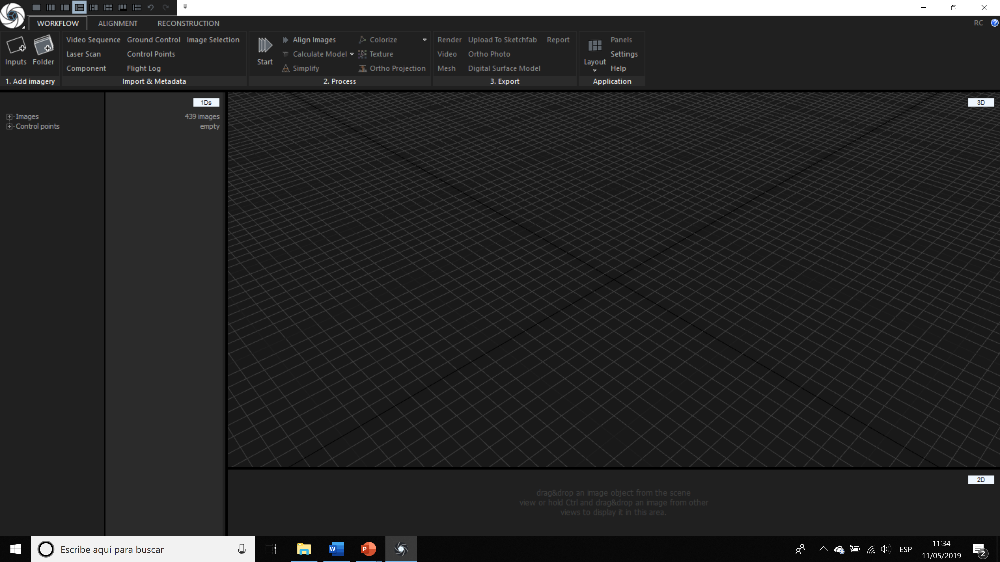 WORKFLOW ALIGNMENT RECONSTRUCTION RC ?
Inputs Folder
1. Add imagery
Video Sequence Ground Control Image Selection
Laser Scan Control Points
Component Flight Log
Import & Metadata
Start
Align Images Colorize
Calculate Model Texture
Simplify Ortho Projection
2. Process
Render Upload To Sketchfab Report
Video Ortho Photo
Mesh Digital Surface Model
3. Export
Layout
Panels
Settings
Help
Application
1Ds
Images 439 images
Control points empty
3D
2D
drag&drop an image object from the scene
view or hold Ctrl and drag&drop an image from other
views to display it in this area.
Escribe aquí para buscar
W
P
ESP
11:34
11/05/2019
2